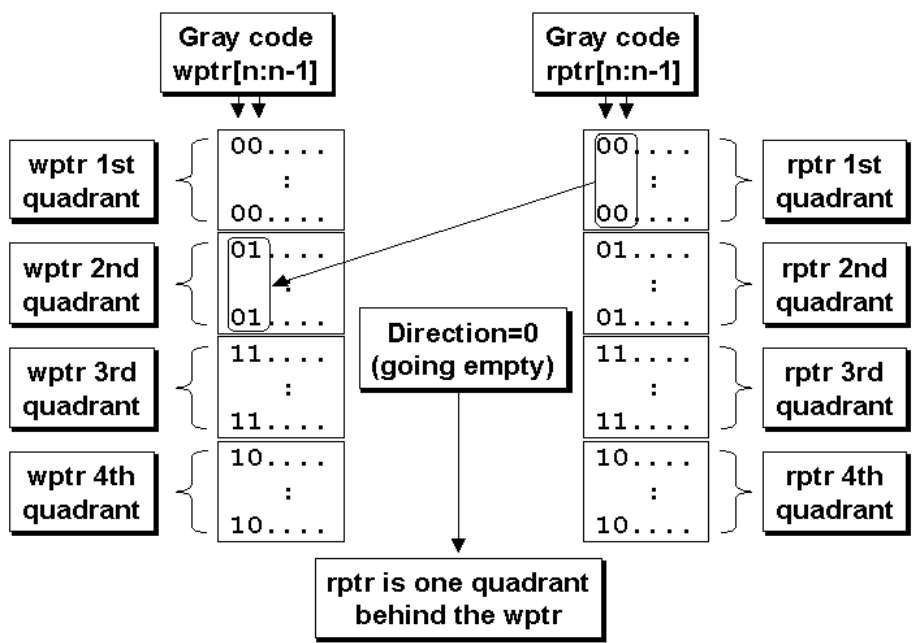 Gray code
wptr[n:n-1]
Gray code
rptr[n:n-1]
wptr 1st
quadrant
00....
:
00....
00....
:
00....
rptr 1st
quadrant
wptr 2nd
quadrant
01....
:
01....
01....
:
01....
rptr 2nd
quadrant
Direction=0
(going empty)
wptr 3rd
quadrant
11....
:
11....
11....
:
11....
rptr 3rd
quadrant
wptr 4th
quadrant
10....
:
10....
10....
:
10....
rptr 4th
quadrant
rptr is one quadrant
behind the wptr